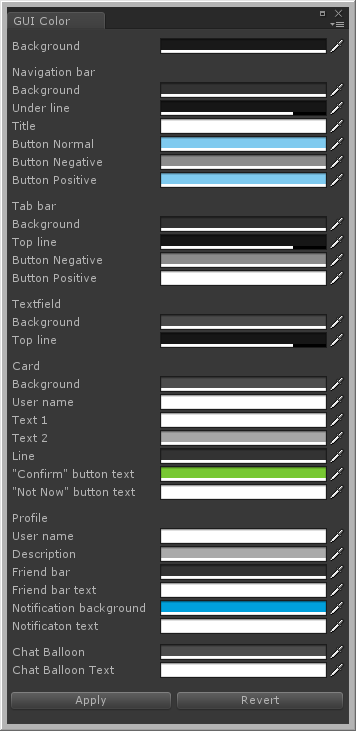 GUI Color
Background
Navigation bar
Background
Under line
Title
Button Normal
Button Negative
Button Positive
Tab bar
Background
Top line
Button Negative
Button Positive
Textfield
Background
Top line
Card
Background
User name
Text 1
Text 2
Line
"Confirm" button text
"Not Now" button text
Profile
User name
Description
Friend bar
Friend bar text
Notification background
Notificaton text
Chat Balloon
Chat Balloon Text
Apply Revert